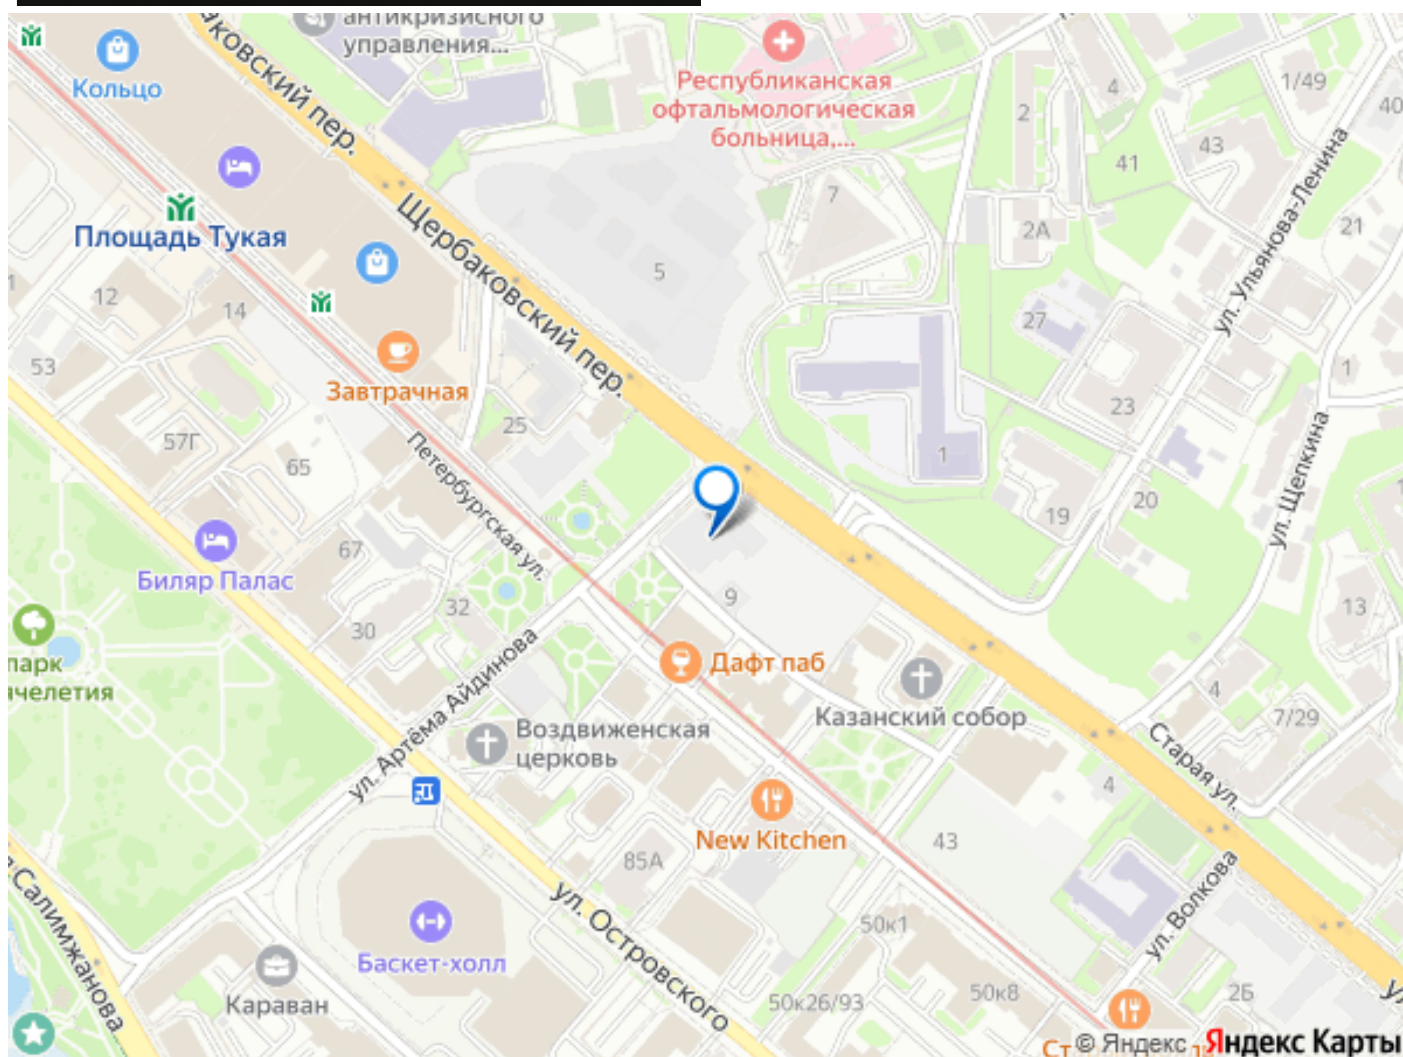 антикризисного
управления...
Кольцо
Республиканская
офтальмологическая
больница,...
4
1/49
40
2
43
41
7
ул. Ульянова-Ленина
Площадь Тукая
Щербаковский пер.
2А
21
5
12
14
27
53
Завтрачная
1
23
25
57Г
65
1
Петербургская ул.
ул. Щепкина
20
19
67
Биляр Палас
32
9
13
30
парк
Дафт паб
ул. Артёма Айдинова
4
Казанский собор
7/29
Воздвиженская
церковь
Старая ул.
4
New Kitchen
43
85А
ул. Островского
ул. Волкова
50к1
Баскет-холл
Караван
50к26/93
50к8
2Б
© Яндекс Яндекс Карты